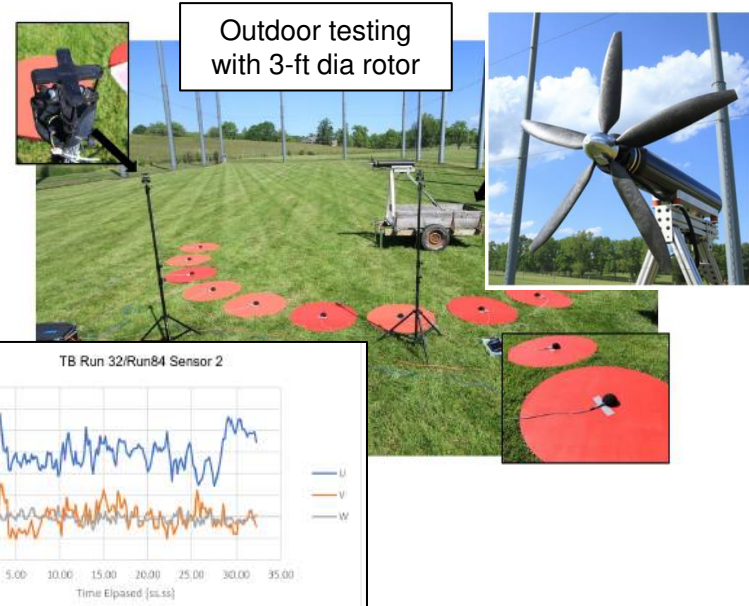 Outdoor testing
with 3-ft dia rotor
TB Run 32/Run84 Sensor 2
U
V
W
5.00 10.00 15.00 20.00 25.00 30.00 35.00
Time Elpased [ss.ss]